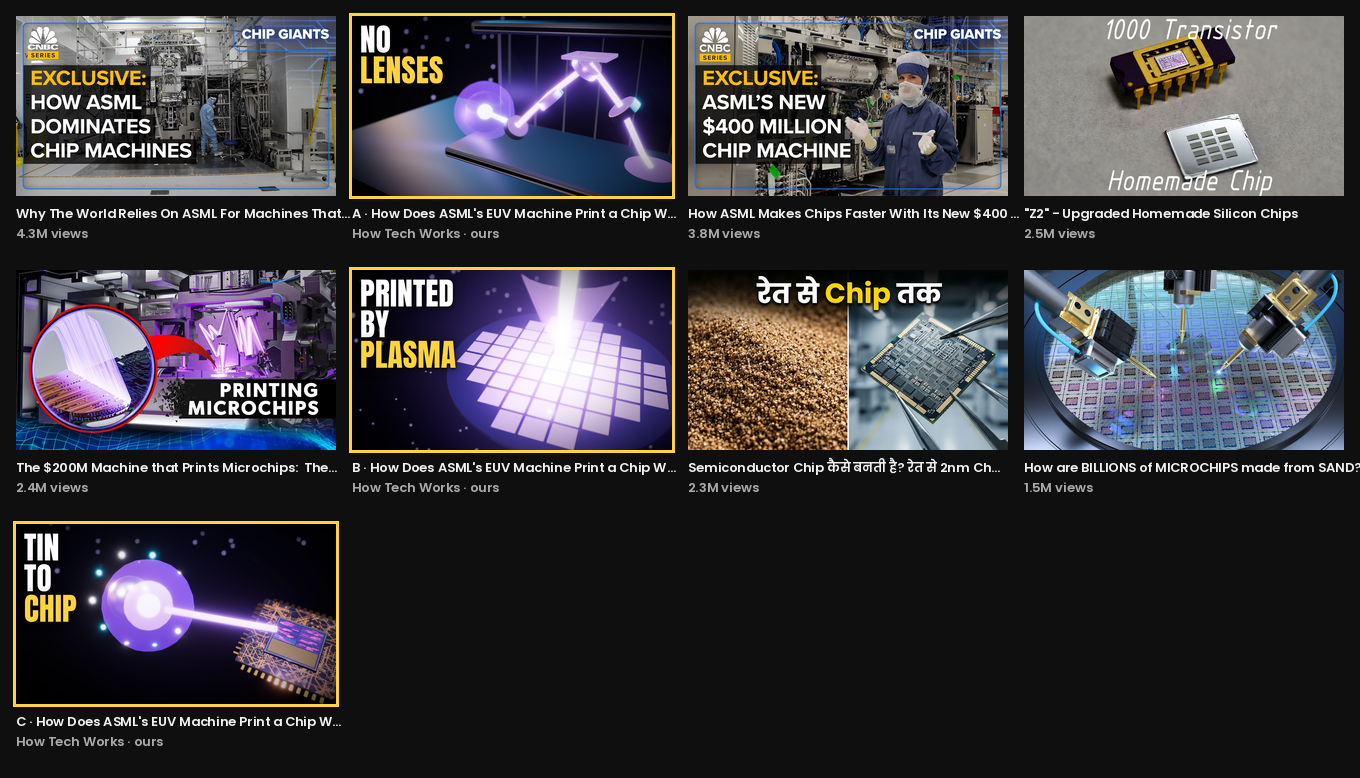 CNBC
SERIES
CHIP GIANTS
EXCLUSIVE:
HOW ASML
DOMINATES
CHIP MACHINES
Why The World Relies On ASML For Machines That...
4.3M views
NO
LENSES
A · How Does ASML's EUV Machine Print a Chip W...
How Tech Works · ours
CNBC
SERIES
CHIP GIANTS
EXCLUSIVE:
ASML'S NEW
$400 MILLION
CHIP MACHINE
How ASML Makes Chips Faster With Its New $400 ...
3.8M views
1000 Transistor
Homemade Chip
"Z2" - Upgraded Homemade Silicon Chips
2.5M views
PRINTING
MICROCHIPS
The $200M Machine that Prints Microchips: The...
2.4M views
PRINTED
BY
PLASMA
B · How Does ASML's EUV Machine Print a Chip W...
How Tech Works · ours
रेत से Chip तक
Semiconductor Chip कैसे बनती है? रेत से 2nm Ch...
2.3M views
How are BILLIONS of MICROCHIPS made from SAND?
1.5M views
TIN
TO
CHIP
C · How Does ASML's EUV Machine Print a Chip W...
How Tech Works · ours